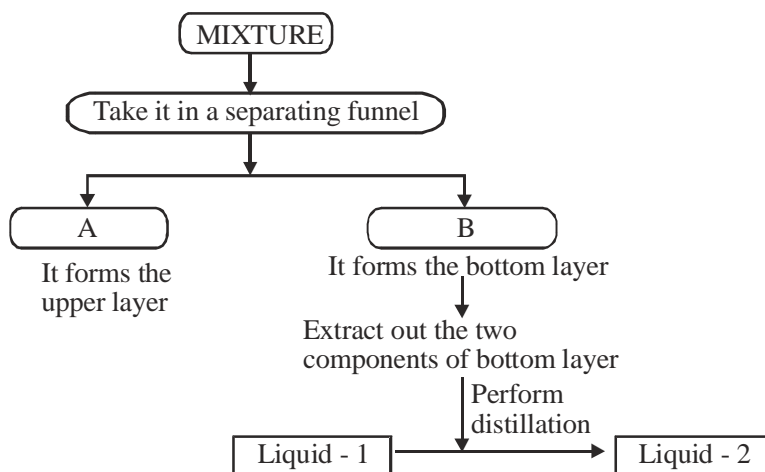 MIXTURE
Take it in a separating funnel
A
B
It forms the
upper layer
It forms the bottom layer
Extract out the two
components of bottom layer
Perform
distillation
Liquid - 1
Liquid - 2